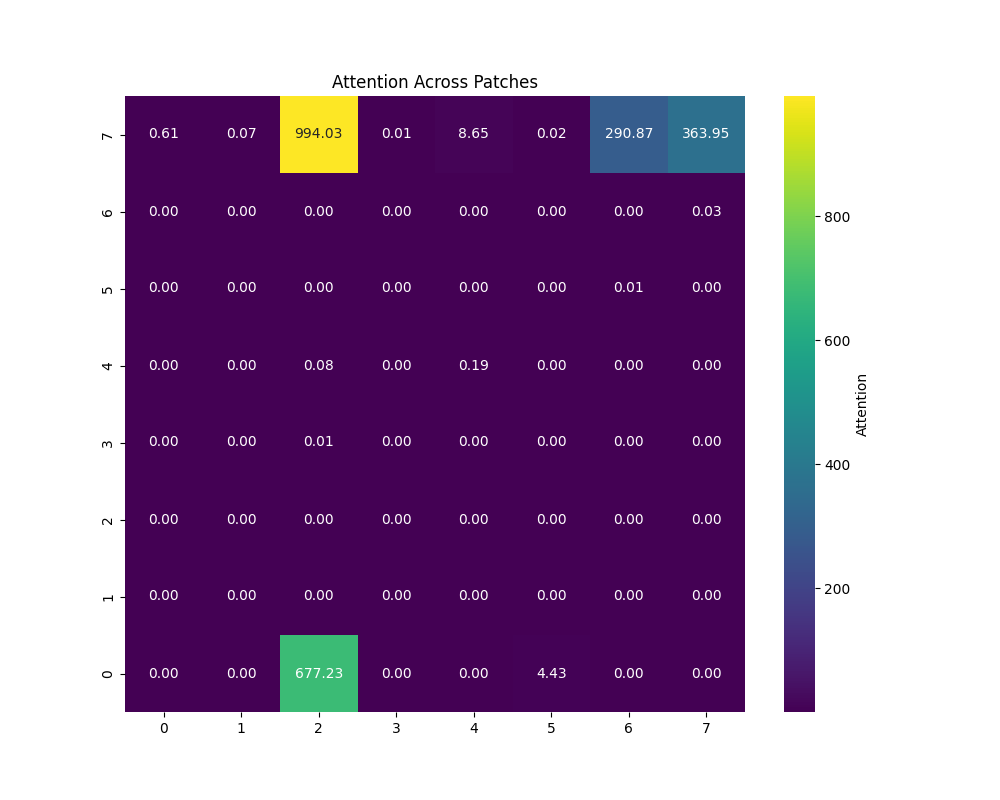 Attention Across Patches
7 0.61 0.07 994.03 0.01 8.65 0.02 290.87 363.95
6 0.00 0.00 0.00 0.00 0.00 0.00 0.00 0.03
5 0.00 0.00 0.00 0.00 0.00 0.00 0.01 0.00
4 0.00 0.00 0.08 0.00 0.19 0.00 0.00 0.00
3 0.00 0.00 0.01 0.00 0.00 0.00 0.00 0.00
2 0.00 0.00 0.00 0.00 0.00 0.00 0.00 0.00
1 0.00 0.00 0.00 0.00 0.00 0.00 0.00 0.00
0 0.00 0.00 677.23 0.00 0.00 4.43 0.00 0.00
0 1 2 3 4 5 6 7
800
600
400
200
Attention